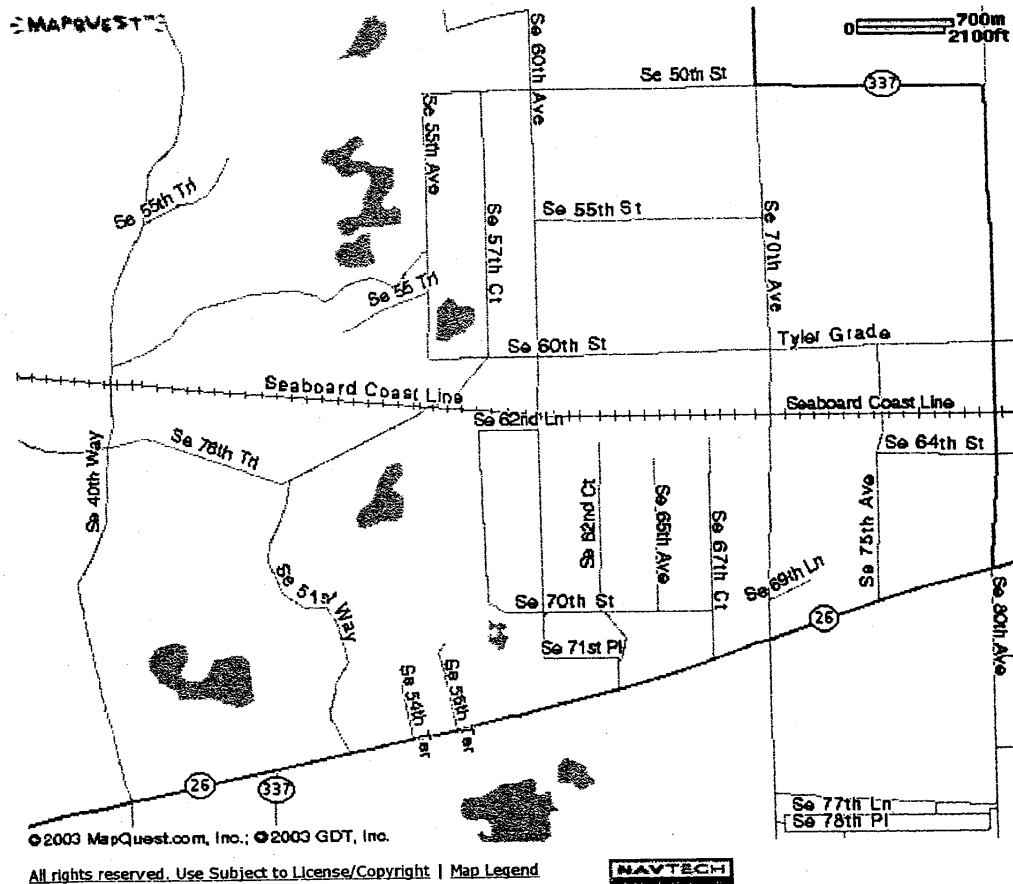 MAPQUEST
700m
0
2100ft
Se 60th Ave
Se 50th St
337
Se 55th Ave
Se 55th Trl
Se 57th Ct
Se 55th St
Se 70th Ave
Se 55 Trl
Se 60th St
Tyler Grade
Seaboard Coast Line
Seaboard Coast Line
Se 62nd Ln
Se 78th Trl
Se 64th St
Se 40th Way
Se 62nd Ct
Se 65th Ave
Se 67th Ct
Se 75th Ave
Se 69th Ln
Se 51st Way
Se 70th St
26
Se 80th Ave
Se 71st Pl
Se 54th Ter
Se 56th Ter
26
337
Se 77th Ln
Se 78th Pl
©2003 MapQuest.com, Inc.; ©2003 GDT, Inc.
All rights reserved. Use Subject to License/Copyright | Map Legend
NAVTECH